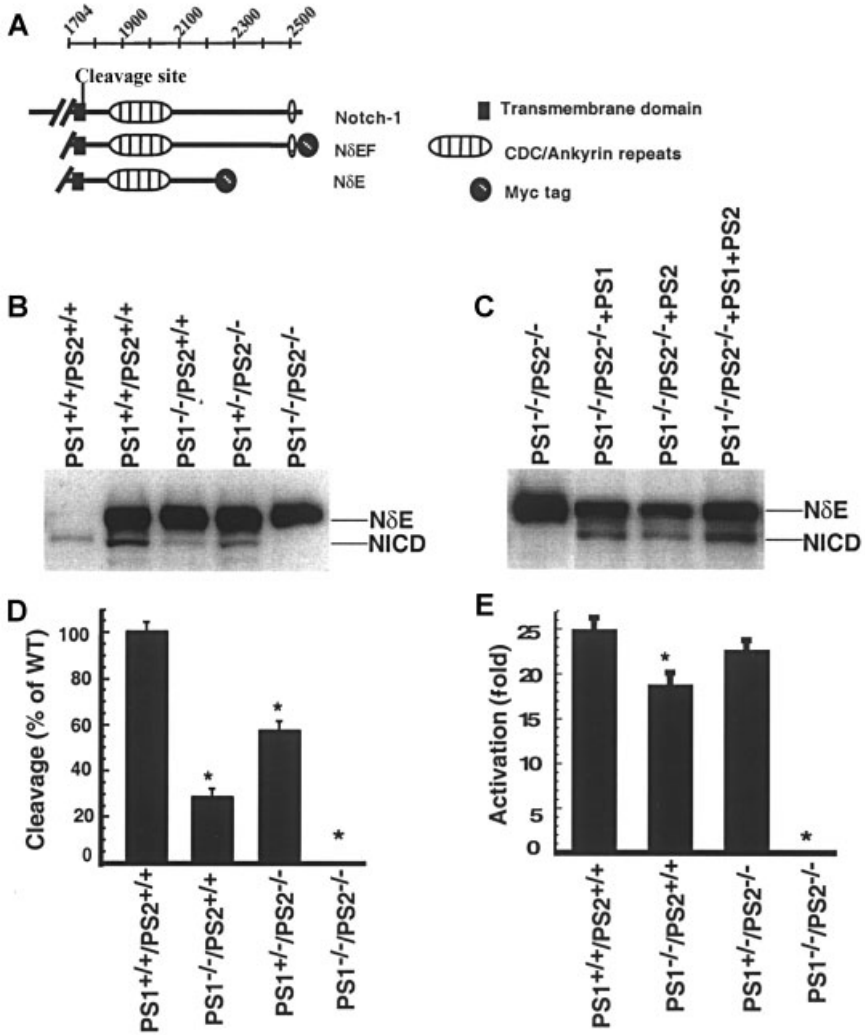 A
1704 1900 2100 2300 2500
Cleavage site
Notch-1
NδEF
NδE
Transmembrane domain
CDC/Ankyrin repeats
Myc tag
B
PS1+/+/PS2+/+
PS1+/+/PS2+/+
PS1-/-/PS2+/+
PS1+/-/PS2-/-
PS1-/-/PS2-/-
NδE
NICD
C
PS1-/-/PS2-/-
PS1-/-/PS2-/-+PS1
PS1-/-/PS2-/-+PS2
PS1-/-/PS2-/-+PS1+PS2
NδE
NICD
D
Cleavage (% of WT)
100
80
60
40
20
0
*
*
*
PS1+/+/PS2+/+
PS1-/-/PS2+/+
PS1+/-/PS2-/-
PS1-/-/PS2-/-
E
Activation (fold)
25
20
15
10
5
0
*
*
PS1+/+/PS2+/+
PS1-/-/PS2+/+
PS1+/-/PS2-/-
PS1-/-/PS2-/-